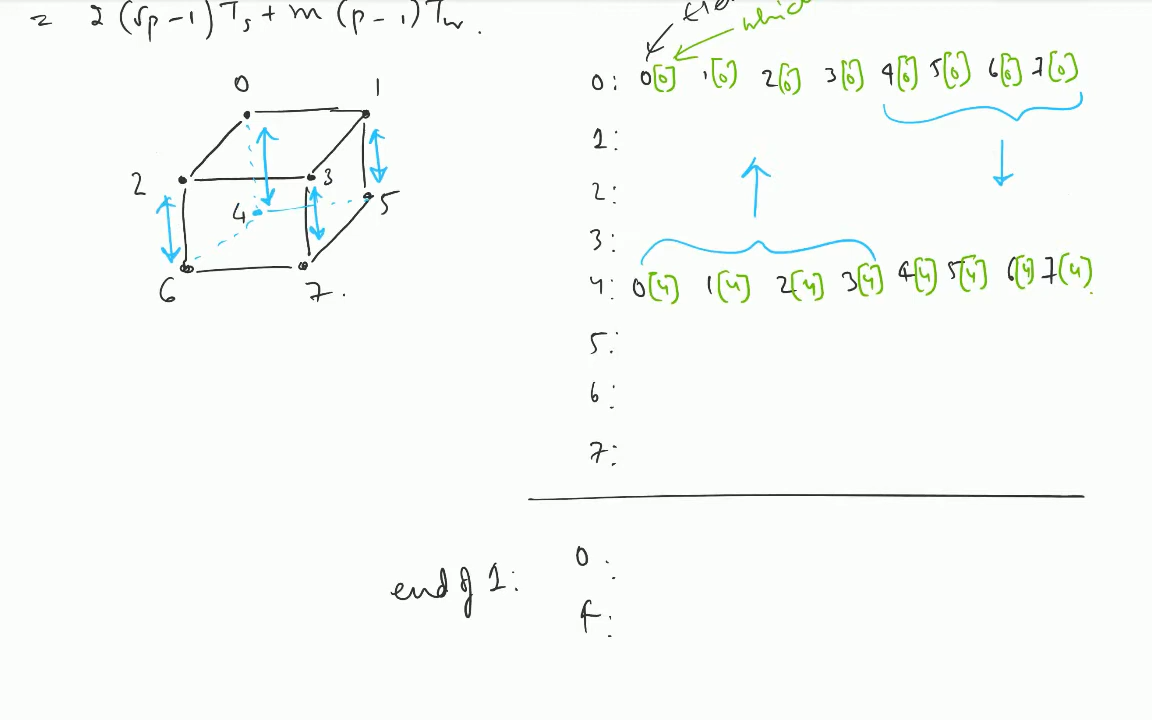 = 2 (√p - 1) Ts + m (p - 1) Tw.
which
0 1
2 3
4 5
6 7.
0: 0[0] 1[0] 2[0] 3[0] 4[0] 5[0] 6[0] 7[0]
1:
2:
3:
4: 0[4] 1[4] 2[4] 3[4] 4[4] 5[4] 6[4] 7[4]
5:
6:
7:
end of 1: 0:
4: